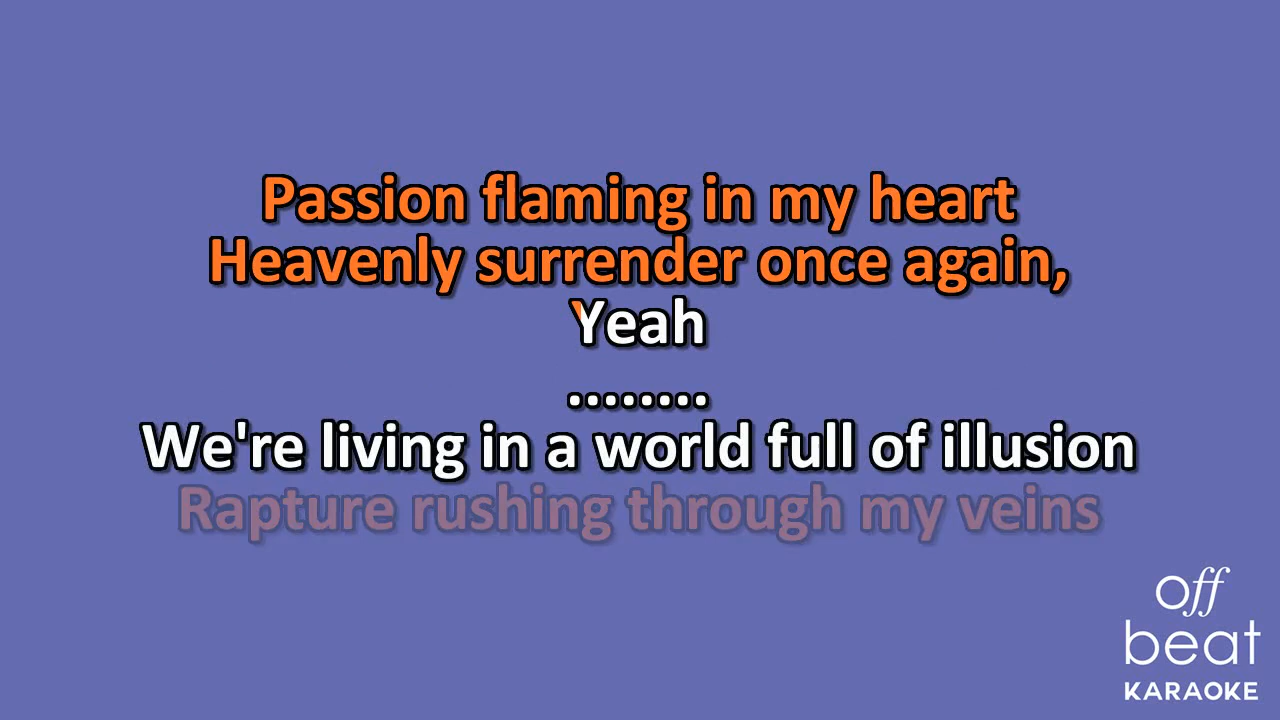 Passion flaming in my heart
Heavenly surrender once again,
Yeah
........
We're living in a world full of illusion
Rapture rushing through my veins
off
beat
KARAOKE